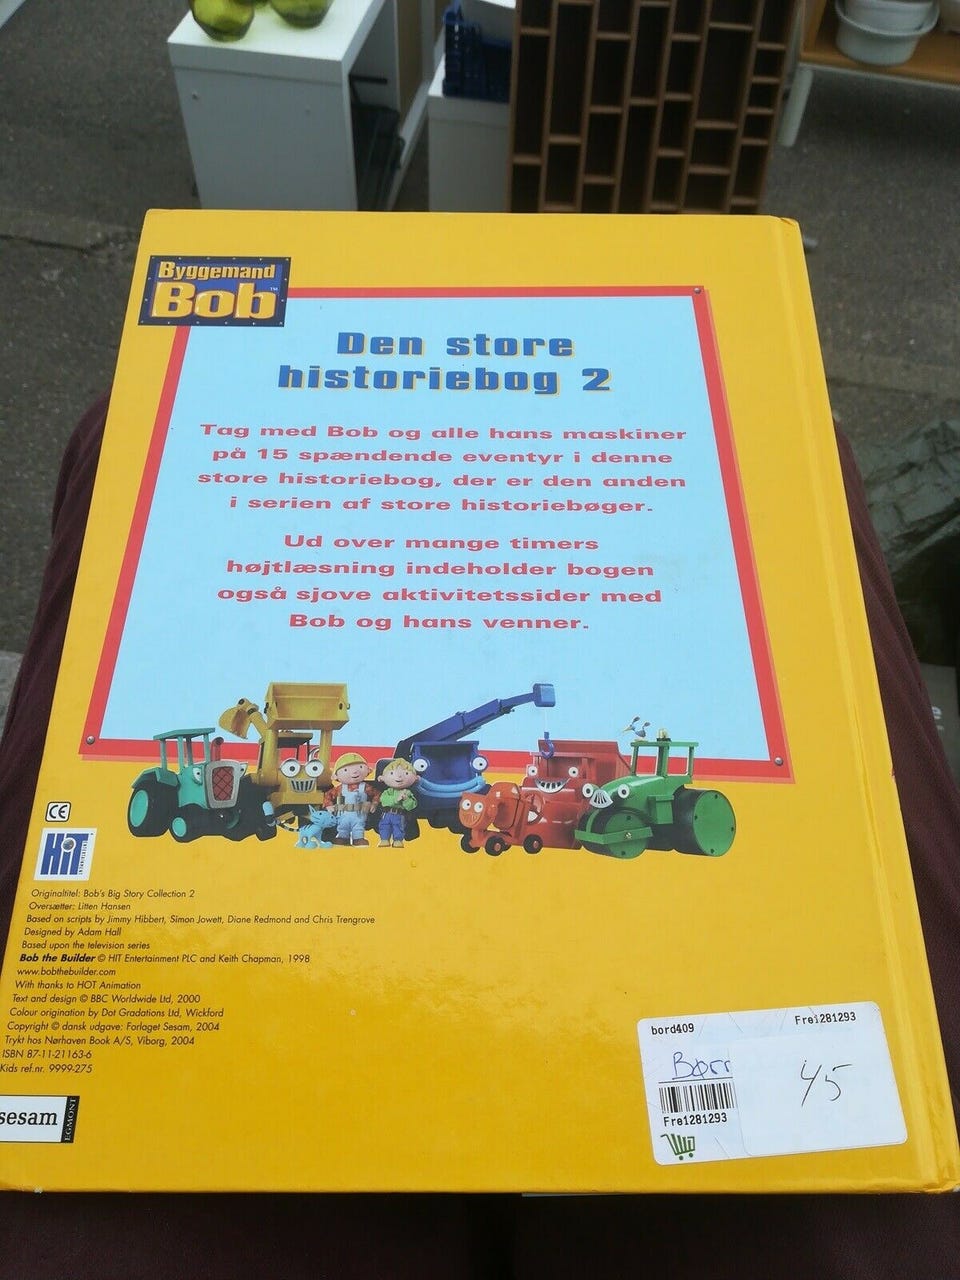 Byggemand
Bob™
Den store
historiebog 2
Tag med Bob og alle hans maskiner
på 15 spændende eventyr i denne
store historiebog, der er den anden
i serien af store historiebøger.
Ud over mange timers
højtlæsning indeholder bogen
også sjove aktivitetssider med
Bob og hans venner.
CE
HiT
ENTERTAINMENT
Originaltitel: Bob's Big Story Collection 2
Oversætter: Litten Hansen
Based on scripts by Jimmy Hibbert, Simon Jowett, Diane Redmond and Chris Trengrove
Designed by Adam Hall
Based upon the television series
Bob the Builder © HIT Entertainment PLC and Keith Chapman, 1998
www.bobthebuilder.com
With thanks to HOT Animation
Text and design © BBC Worldwide Ltd, 2000
Colour origination by Dot Gradations Ltd, Wickford
Copyright © dansk udgave: Forlaget Sesam, 2004
Trykt hos Nørhaven Book A/S, Viborg, 2004
ISBN 87-11-21163-6
Kids ref.nr. 9999-275
sesam
EGMONT
bord409 Fre1281293
Børn
45
Fre1281293